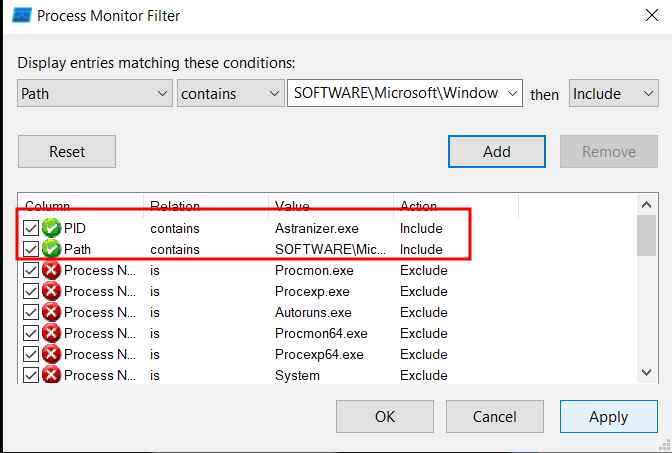 Process Monitor Filter
Display entries matching these conditions:
Path contains SOFTWARE\Microsoft\Window then Include
Reset Add Remove
Column Relation Value Action
PID contains Astranizer.exe Include
Path contains SOFTWARE\Mic... Include
Process N... is Procmon.exe Exclude
Process N... is Procexp.exe Exclude
Process N... is Autoruns.exe Exclude
Process N... is Procmon64.exe Exclude
Process N... is Procexp64.exe Exclude
Process N... is System Exclude
OK Cancel Apply